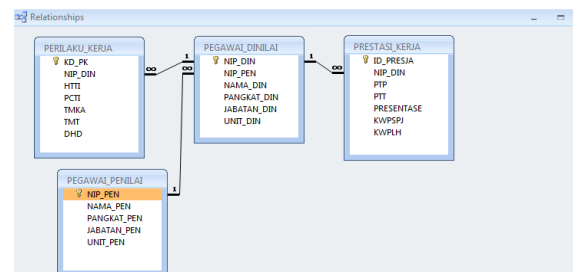 Relationships
PERILAKU_KERJA
KD_PK
NIP_DIN
HTTI
PCTI
TMKA
TMT
DHD
PEGAWAI_DINILAI
NIP_DIN
NIP_PEN
NAMA_DIN
PANGKAT_DIN
JABATAN_DIN
UNIT_DIN
PRESTASI_KERJA
ID_PRESJA
NIP_DIN
PTP
PTT
PRESENTASE
KWPSPJ
KWPLH
PEGAWAI_PENILAI
NIP_PEN
NAMA_PEN
PANGKAT_PEN
JABATAN_PEN
UNIT_PEN
∞
1
∞
1
∞
1